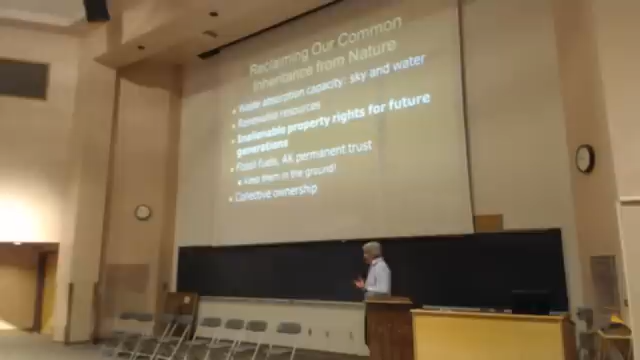 Reclaiming Our Common
Inheritance from Nature
Waste absorption capacity: sky and water
Renewable resources
Inalienable property rights for future
generations
Fossil fuels, AK permanent trust
Keep them in the ground!
Collective ownership